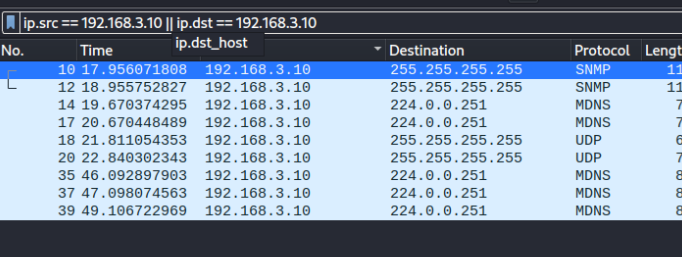 ip.src == 192.168.3.10 || ip.dst == 192.168.3.10
ip.dst_host
No. Time Destination Protocol Lengt
10 17.956071808 192.168.3.10 255.255.255.255 SNMP 11
12 18.955752827 192.168.3.10 255.255.255.255 SNMP 11
14 19.670374295 192.168.3.10 224.0.0.251 MDNS 7
17 20.670448489 192.168.3.10 224.0.0.251 MDNS 7
18 21.811054353 192.168.3.10 255.255.255.255 UDP 6
20 22.840302343 192.168.3.10 255.255.255.255 UDP 7
35 46.092897903 192.168.3.10 224.0.0.251 MDNS 8
37 47.098074563 192.168.3.10 224.0.0.251 MDNS 8
39 49.106722969 192.168.3.10 224.0.0.251 MDNS 8